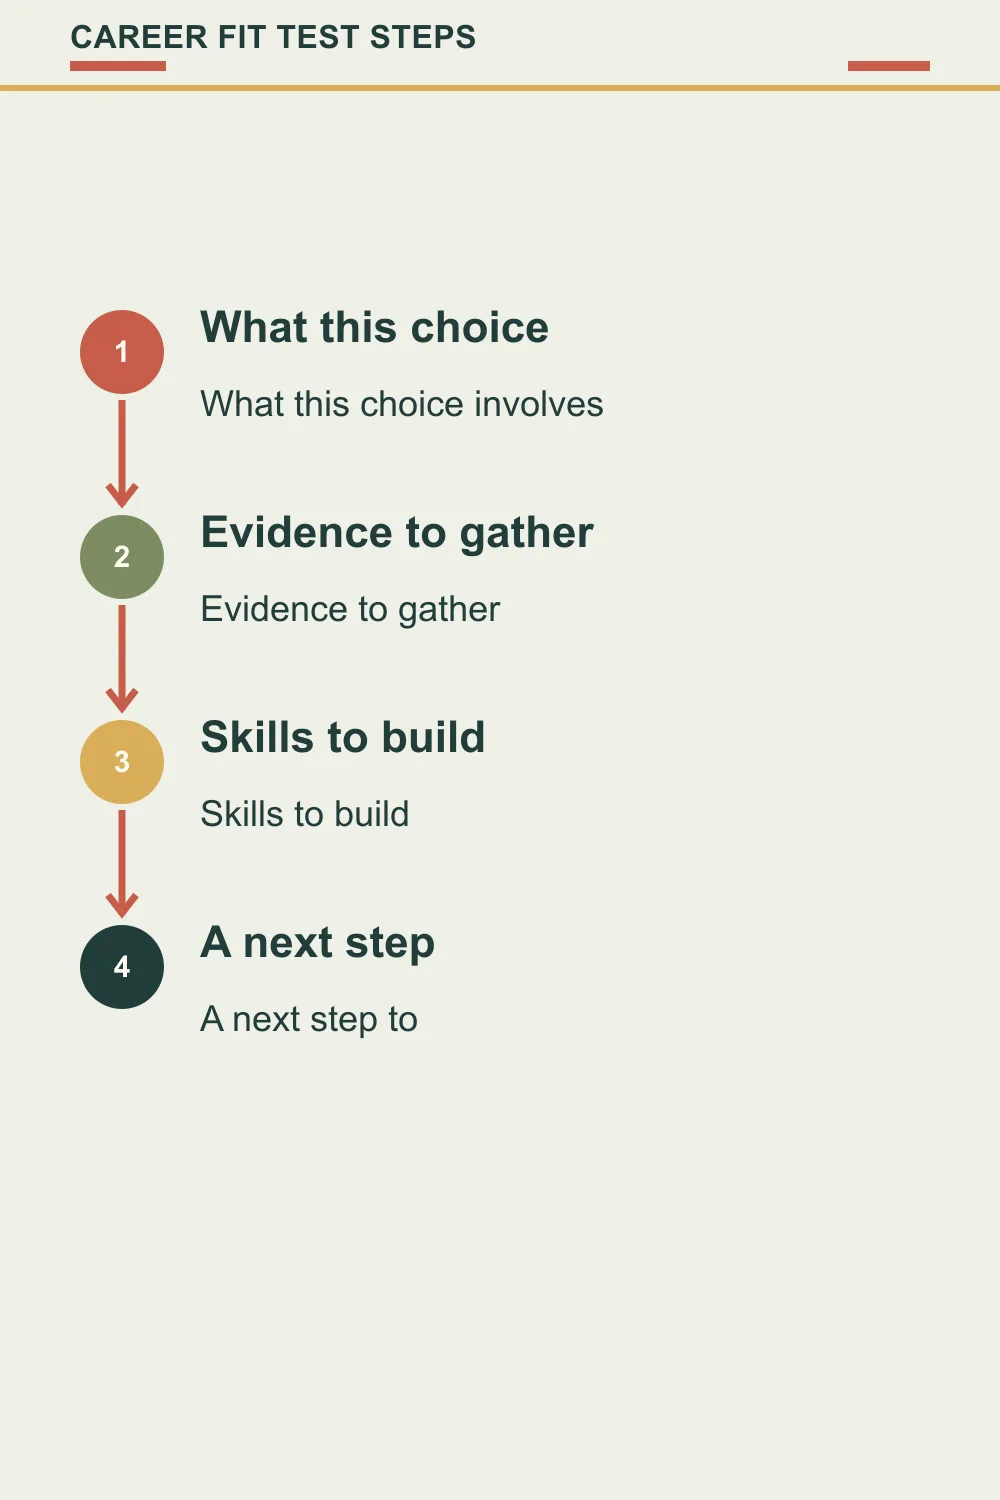 CAREER FIT TEST STEPS
1
What this choice
What this choice involves
2
Evidence to gather
Evidence to gather
3
Skills to build
Skills to build
4
A next step
A next step to